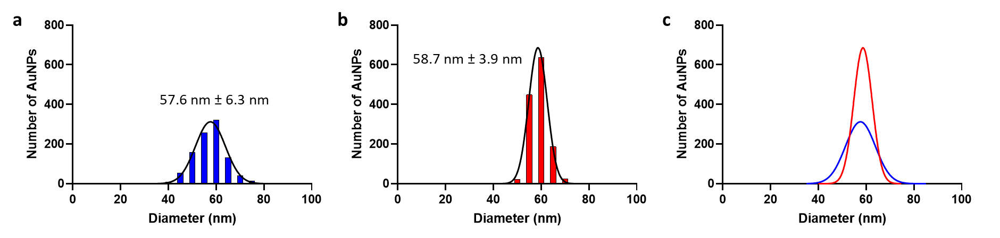 a
800
600
400
200
0
Number of AuNPs
57.6 nm ± 6.3 nm
0 20 40 60 80 100
Diameter (nm)
b
800
600
400
200
0
Number of AuNPs
58.7 nm ± 3.9 nm
0 20 40 60 80 100
Diameter (nm)
c
800
600
400
200
0
Number of AuNPs
0 20 40 60 80 100
Diameter (nm)